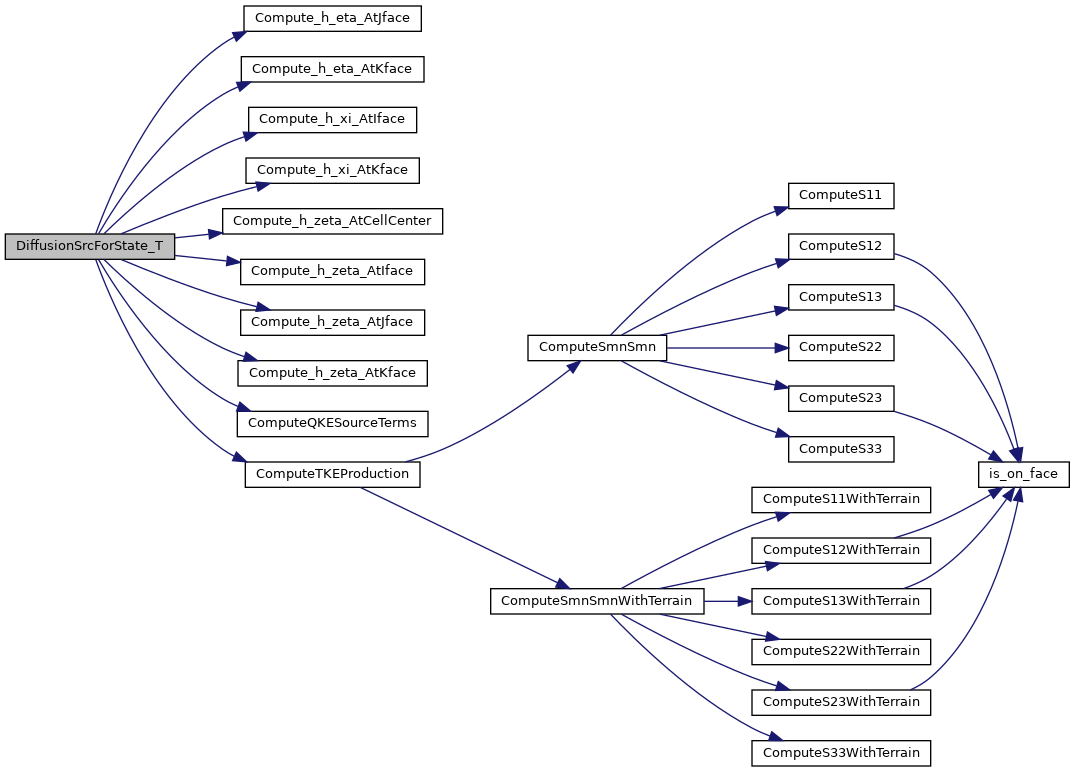 DiffusionSrcForState_T
Compute_h_eta_AtJface
Compute_h_eta_AtKface
Compute_h_xi_AtIface
Compute_h_xi_AtKface
Compute_h_zeta_AtCellCenter
Compute_h_zeta_AtIface
Compute_h_zeta_AtJface
Compute_h_zeta_AtKface
ComputeQKESourceTerms
ComputeTKEProduction
ComputeSmnSmn
ComputeSmnSmnWithTerrain
ComputeS11
ComputeS12
ComputeS13
ComputeS22
ComputeS23
ComputeS33
ComputeS11WithTerrain
ComputeS12WithTerrain
ComputeS13WithTerrain
ComputeS22WithTerrain
ComputeS23WithTerrain
ComputeS33WithTerrain
is_on_face